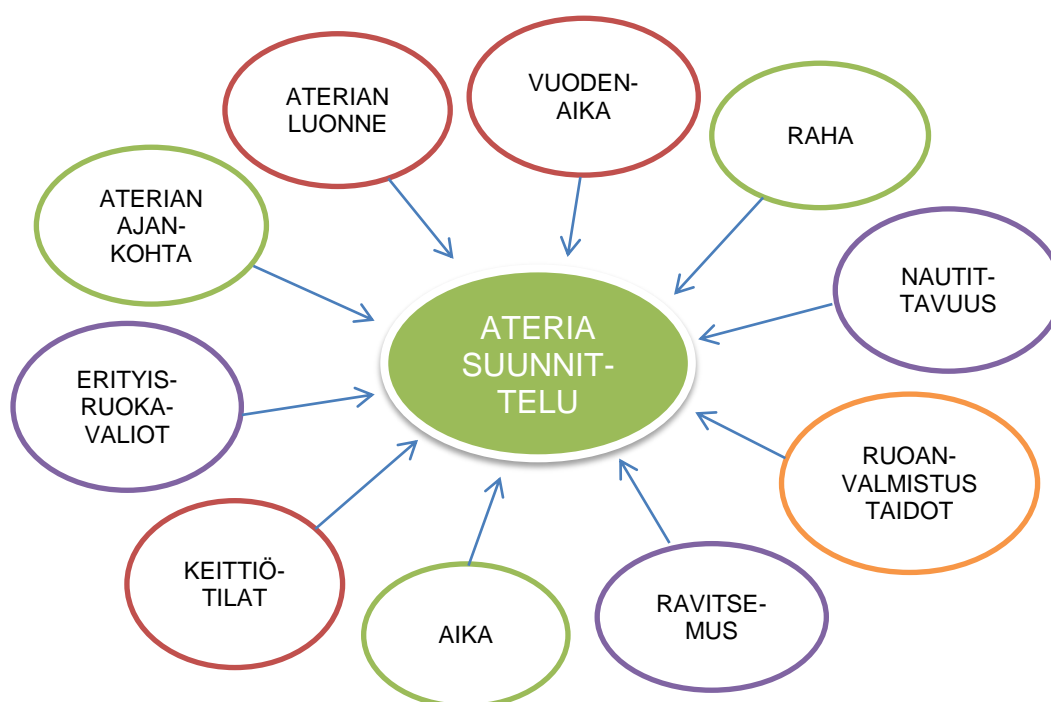 ATERIAN
LUONNE
VUODEN-
AIKA
RAHA
ATERIAN
AJAN-
KOHTA
NAUTIT-
TAVUUS
ATERIA
SUUNNIT-
TELU
ERITYIS-
RUOKA-
VALIOT
RUOAN-
VALMISTUS
TAIDOT
KEITTIÖ-
TILAT
AIKA
RAVITSE-
MUS